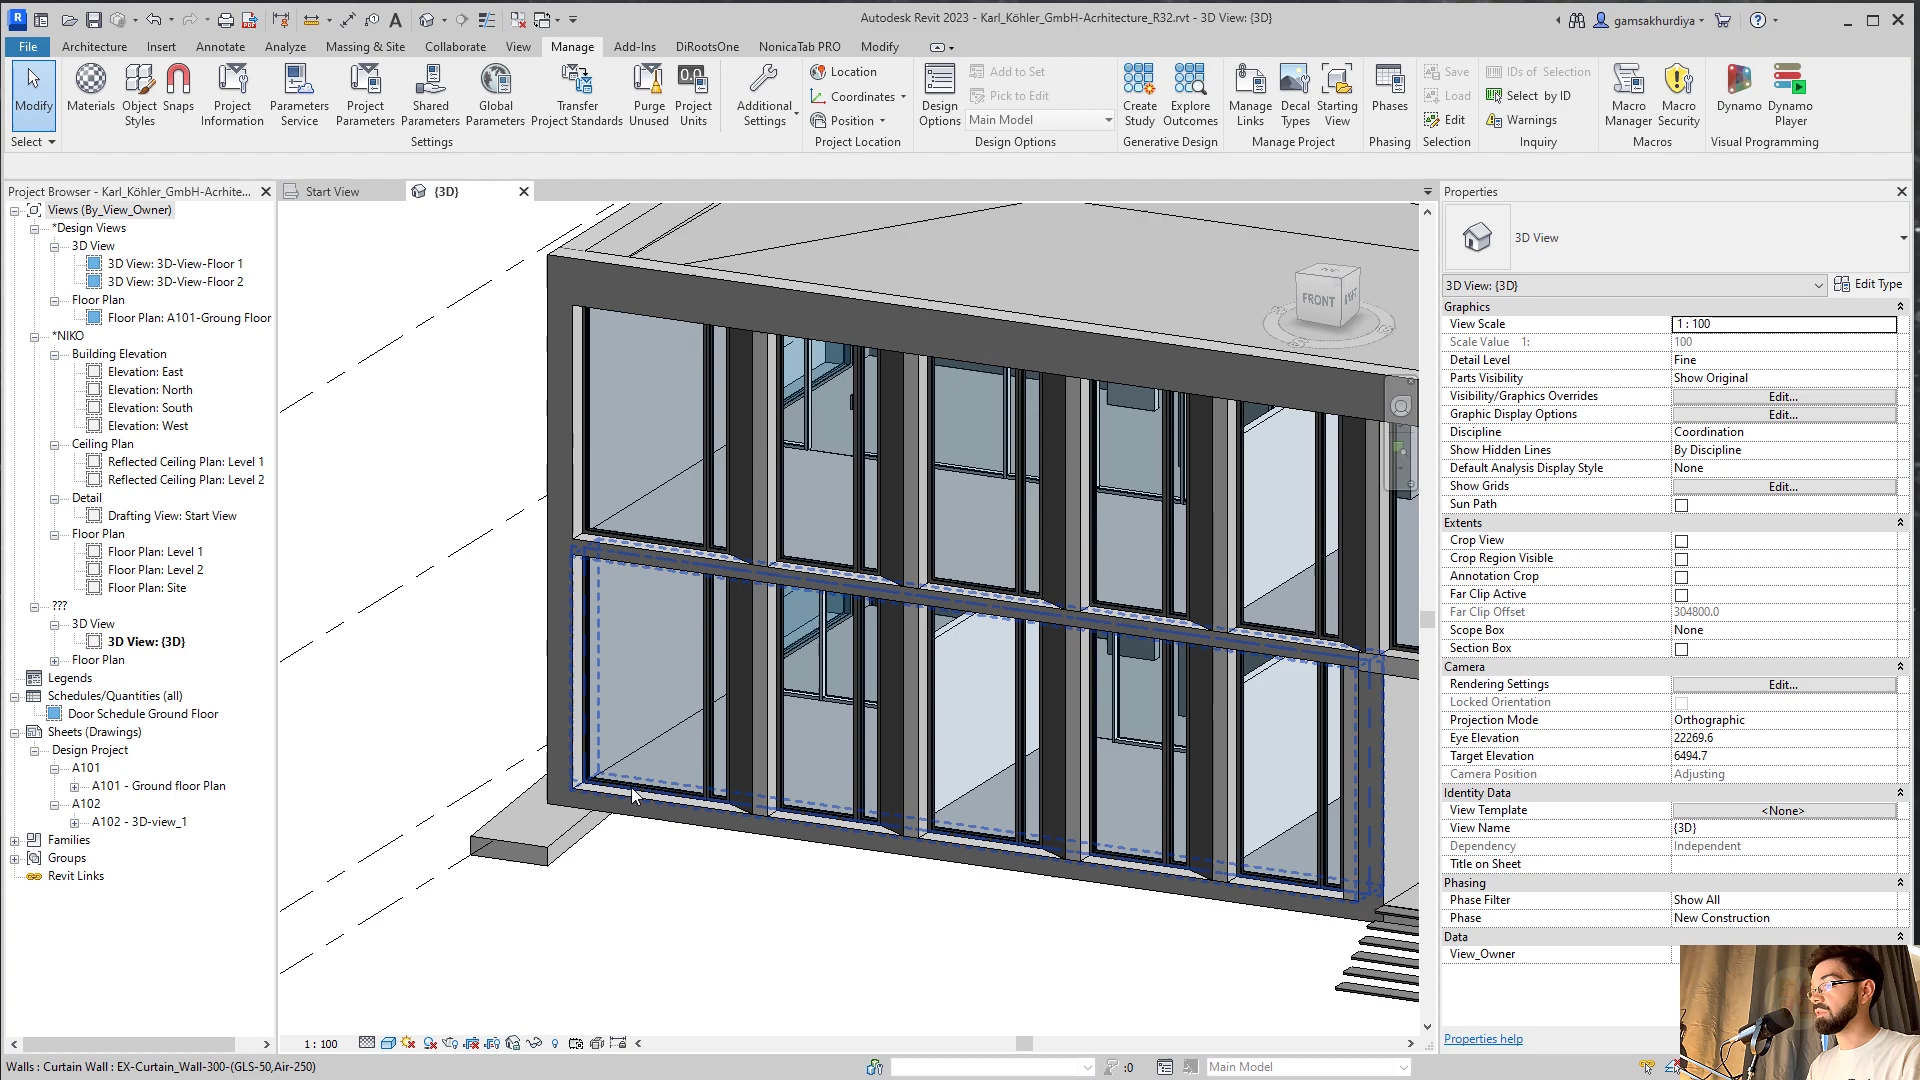 Autodesk Revit 2023 - Karl_Köhler_GmbH-Acrhitecture_R32.rvt - 3D View: {3D}
gamsakhurdiya
File
Architecture
Insert
Annotate
Analyze
Massing & Site
Collaborate
View
Manage
Add-Ins
DiRootsOne
NonicaTab PRO
Modify
Modify
Materials
Object Styles
Snaps
Project Information
Parameters Service
Project Parameters
Shared Parameters
Global Parameters
Transfer Project Standards
Purge Unused
Project Units
Additional Settings
Location
Coordinates
Position
Design Options
Add to Set
Pick to Edit
Main Model
Create Study
Explore Outcomes
Manage Links
Decal Types
Starting View
Phases
Save
Load
Edit
IDs of Selection
Select by ID
Warnings
Macro Manager
Macro Security
Dynamo
Dynamo Player
Select
Settings
Project Location
Design Options
Generative Design
Manage Project
Phasing
Selection
Inquiry
Macros
Visual Programming
Project Browser - Karl_Köhler_GmbH-Acrhite...
Views (By_View_Owner)
*Design Views
3D View
3D View: 3D-View-Floor 1
3D View: 3D-View-Floor 2
Floor Plan
Floor Plan: A101-Groung Floor
*NIKO
Building Elevation
Elevation: East
Elevation: North
Elevation: South
Elevation: West
Ceiling Plan
Reflected Ceiling Plan: Level 1
Reflected Ceiling Plan: Level 2
Detail
Drafting View: Start View
Floor Plan
Floor Plan: Level 1
Floor Plan: Level 2
Floor Plan: Site
???
3D View
3D View: {3D}
Floor Plan
Legends
Schedules/Quantities (all)
Door Schedule Ground Floor
Sheets (Drawings)
Design Project
A101
A101 - Ground floor Plan
A102
A102 - 3D-view_1
Families
Groups
Revit Links
Start View
{3D}
FRONT
Properties
3D View
3D View: {3D}
Edit Type
Graphics
View Scale 1 : 100
Scale Value 1: 100
Detail Level Fine
Parts Visibility Show Original
Visibility/Graphics Overrides Edit...
Graphic Display Options Edit...
Discipline Coordination
Show Hidden Lines By Discipline
Default Analysis Display Style None
Show Grids Edit...
Sun Path
Extents
Crop View
Crop Region Visible
Annotation Crop
Far Clip Active
Far Clip Offset 304800.0
Scope Box None
Section Box
Camera
Rendering Settings Edit...
Locked Orientation
Projection Mode Orthographic
Eye Elevation 22269.6
Target Elevation 6494.7
Camera Position Adjusting
Identity Data
View Template <None>
View Name {3D}
Dependency Independent
Title on Sheet
Phasing
Phase Filter Show All
Phase New Construction
Data
View_Owner
Properties help
1 : 100
Walls : Curtain Wall : EX-Curtain_Wall-300-(GLS-50,Air-250)
:0
Main Model